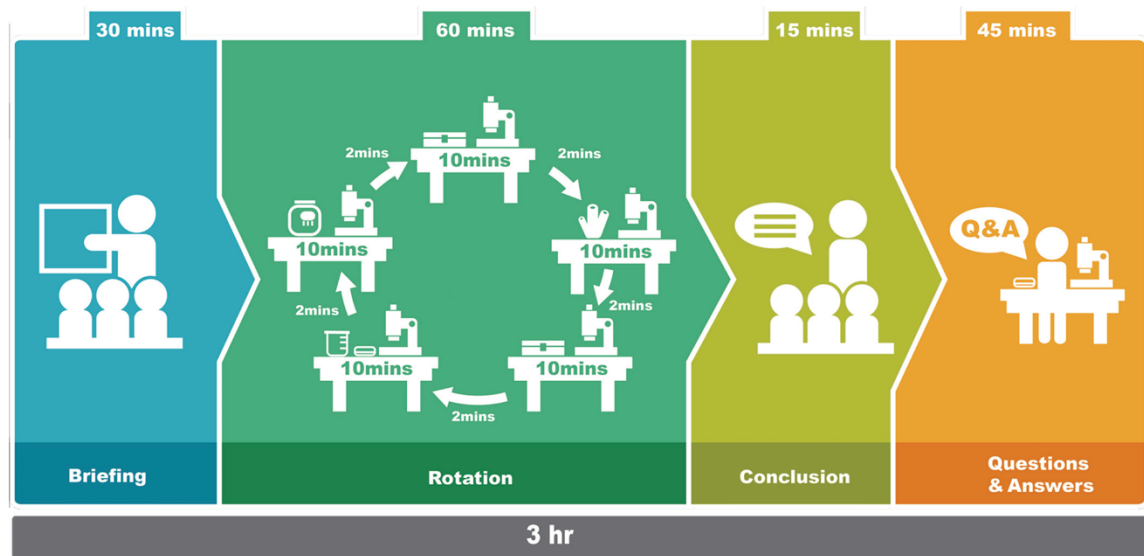 30 mins
60 mins
15 mins
45 mins
2mins
10mins
2mins
10mins
10mins
2mins
2mins
10mins
10mins
2mins
Q&A
Briefing
Rotation
Conclusion
Questions
& Answers
3 hr